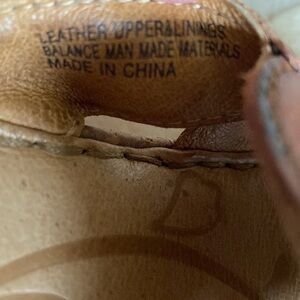 LEATHER UPPER&LININGS
BALANCE MAN MADE MATERIALS
MADE IN CHINA